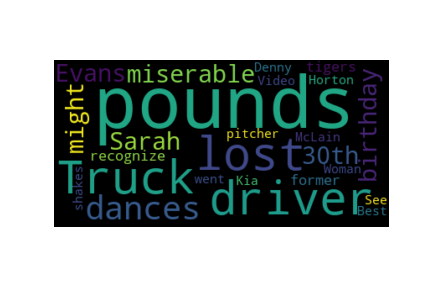 Evans miserable Denny tigers
Video Horton
might pounds birthday
Sarah pitcher McLain
recognize lost 30th Woman
Truck went Kia former
shakes dances driver See
Best